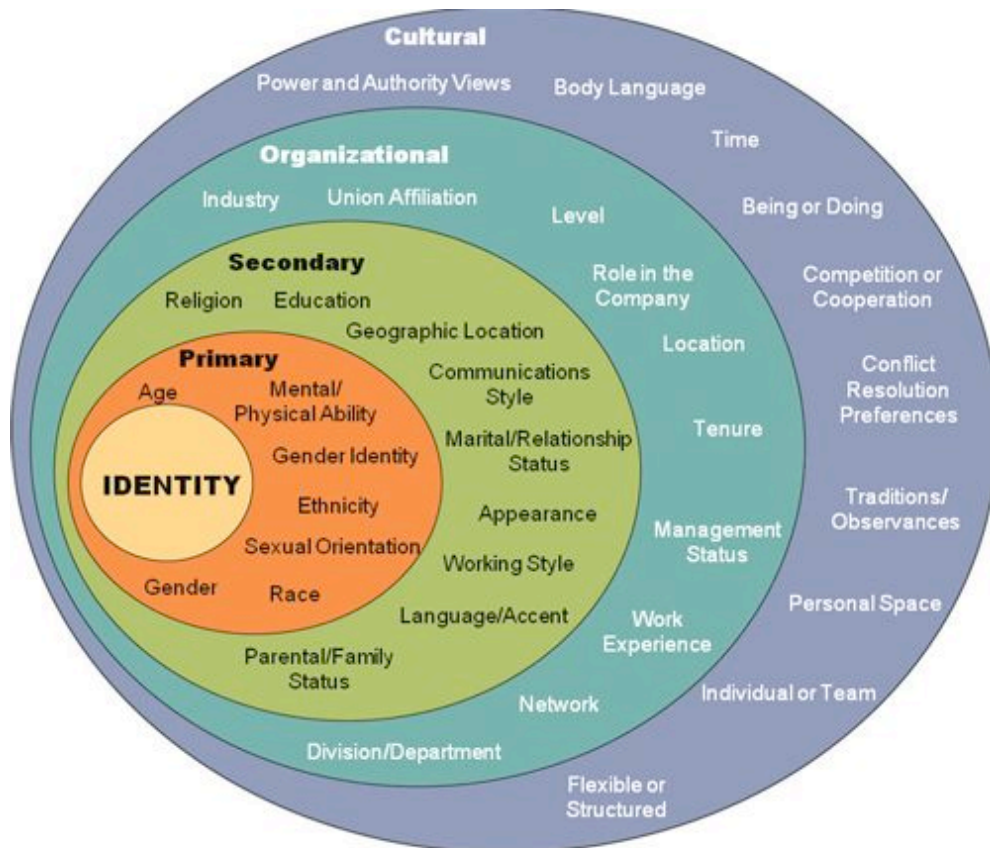 Cultural
Power and Authority Views
Body Language
Time
Being or Doing
Competition or
Cooperation
Conflict
Resolution
Preferences
Traditions/
Observances
Personal Space
Individual or Team
Flexible or
Structured
Organizational
Industry
Union Affiliation
Level
Role in the
Company
Location
Tenure
Management
Status
Work
Experience
Network
Division/Department
Secondary
Religion
Education
Geographic Location
Communications
Style
Marital/Relationship
Status
Appearance
Working Style
Language/Accent
Parental/Family
Status
Primary
Age
Mental/
Physical Ability
Gender Identity
Ethnicity
Sexual Orientation
Race
Gender
IDENTITY